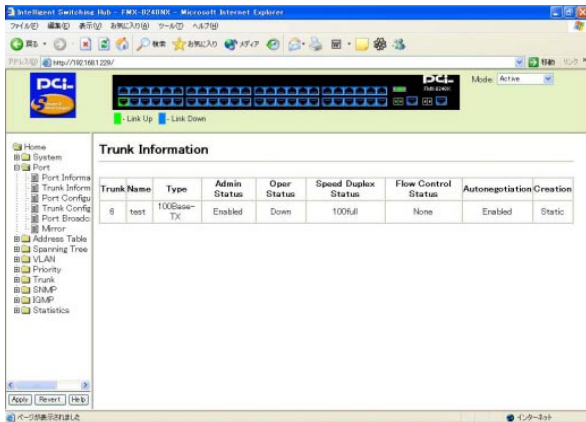 Intelligent Switching Hub - FMX-0240NX - Microsoft Internet Explorer
ファイル(F) 編集(E) 表示(V) お気に入り(A) ツール(T) ヘルプ(H)
戻る 検索 お気に入り メディア
アドレス(D) http://192.168.1.229/ 移動 リンク
PCi
PCi
Mode: Active
- Link Up - Link Down
Home
System
Port
Port Informa
Trunk Inform
Port Configu
Trunk Config
Port Broadc
Mirror
Address Table
Spanning Tree
VLAN
Priority
Trunk
SNMP
IGMP
Statistics
Apply Revert Help
Trunk Information
Trunk Name Type Admin Status Oper Status Speed Duplex Status Flow Control Status Autonegotiation Creation
6 test 100Base-TX Enabled Down 100full None Enabled Static
ページが表示されました インターネット